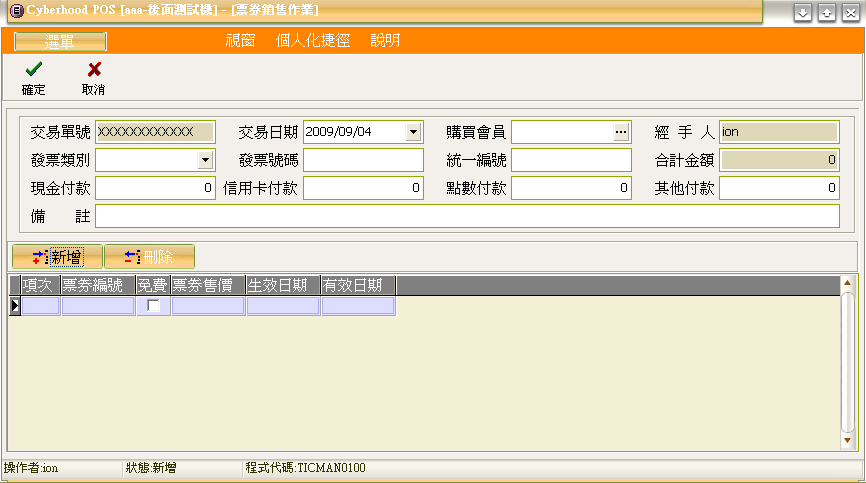 Cyberhood POS [aaa-後面測試機] - [票券銷售作業]
選單 視窗 個人化捷徑 說明
確定 取消
交易單號 XXXXXXXXXXXX 交易日期 2009/09/04 購買會員 ... 經手人 ion
發票類別 發票號碼 統一編號 合計金額 0
現金付款 0 信用卡付款 0 點數付款 0 其他付款 0
備註
新增 刪除
項次 票券編號 免費 票券售價 生效日期 有效日期
操作者:ion 狀態:新增 程式代碼:TICMAN0100